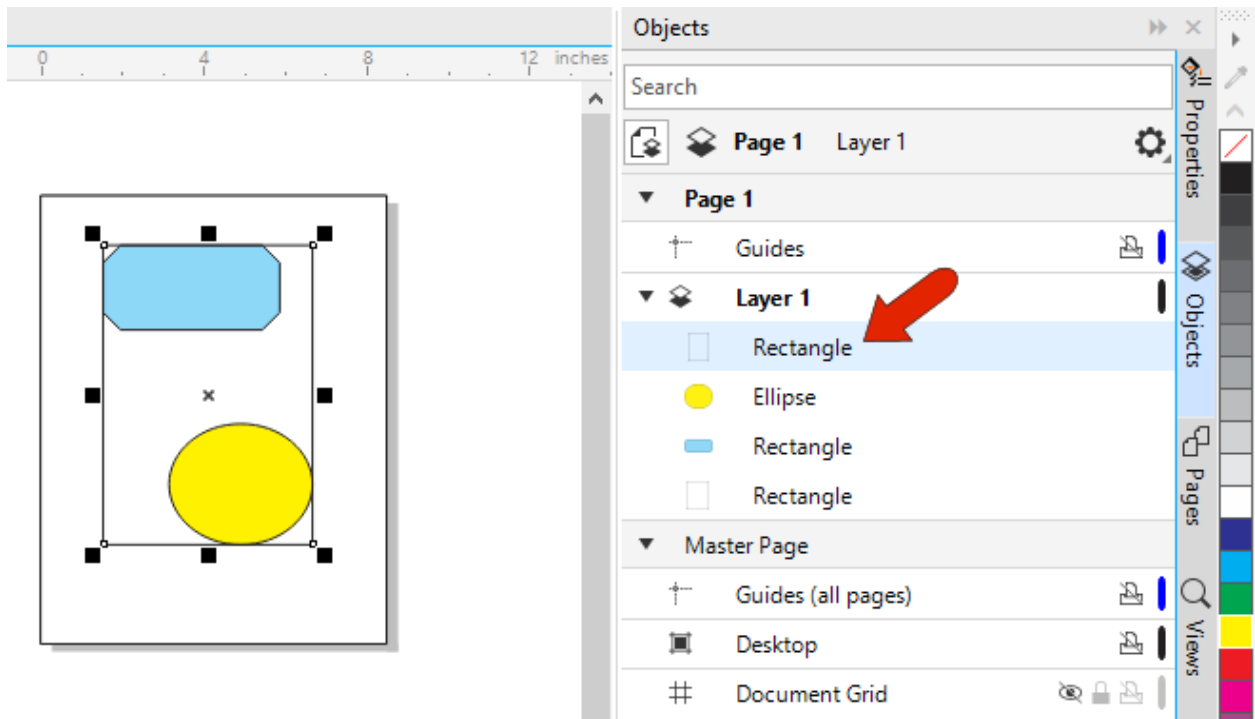 Objects
0 4 8 12 inches
Search
Page 1 Layer 1
Page 1
Guides
Layer 1
Rectangle
Ellipse
Rectangle
Rectangle
Master Page
Guides (all pages)
Desktop
Document Grid
Properties
Objects
Pages
Views